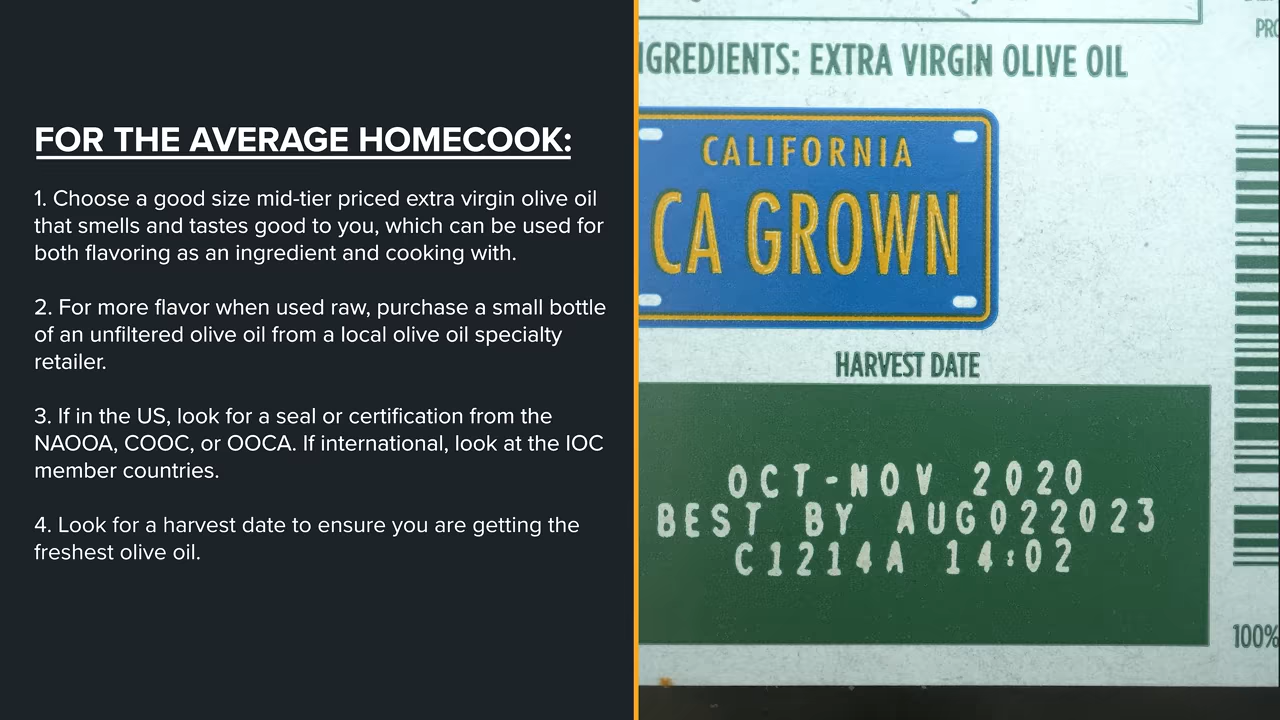 FOR THE AVERAGE HOMECOOK:
1. Choose a good size mid-tier priced extra virgin olive oil
that smells and tastes good to you, which can be used for
both flavoring as an ingredient and cooking with.
2. For more flavor when used raw, purchase a small bottle
of an unfiltered olive oil from a local olive oil specialty
retailer.
3. If in the US, look for a seal or certification from the
NAOOA, COOC, or OOCA. If international, look at the IOC
member countries.
4. Look for a harvest date to ensure you are getting the
freshest olive oil.
NGREDIENTS: EXTRA VIRGIN OLIVE OIL
CALIFORNIA
CA GROWN
HARVEST DATE
OCT-NOV 2020
BEST BY AUG022023
C1214A 14:02
100%